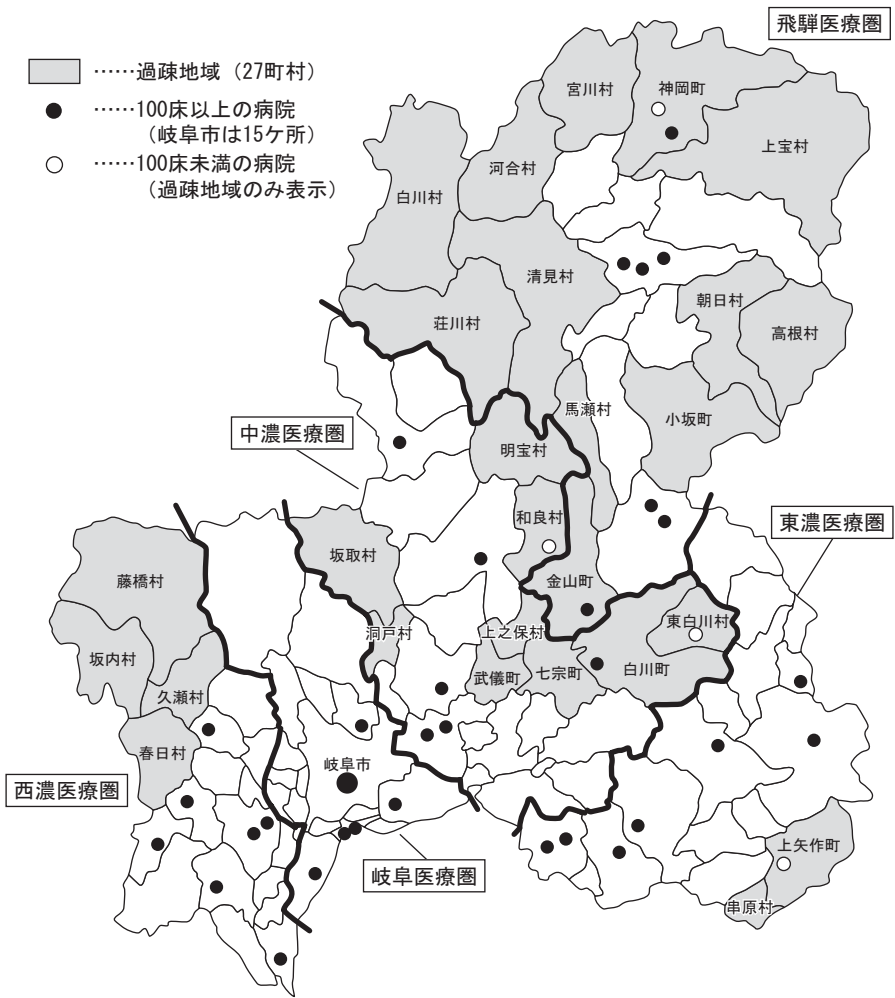 飛騨医療圏
……過疎地域（27町村）
……100床以上の病院
（岐阜市は15ケ所）
……100床未満の病院
（過疎地域のみ表示）
宮川村
神岡町
上宝村
河合村
白川村
清見村
朝日村
高根村
荘川村
馬瀬村
小坂町
中濃医療圏
明宝村
和良村
東濃医療圏
坂取村
藤橋村
金山町
東白川村
洞戸村
上之保村
坂内村
武儀町
七宗町
白川町
久瀬村
春日村
岐阜市
西濃医療圏
上矢作町
岐阜医療圏
串原村